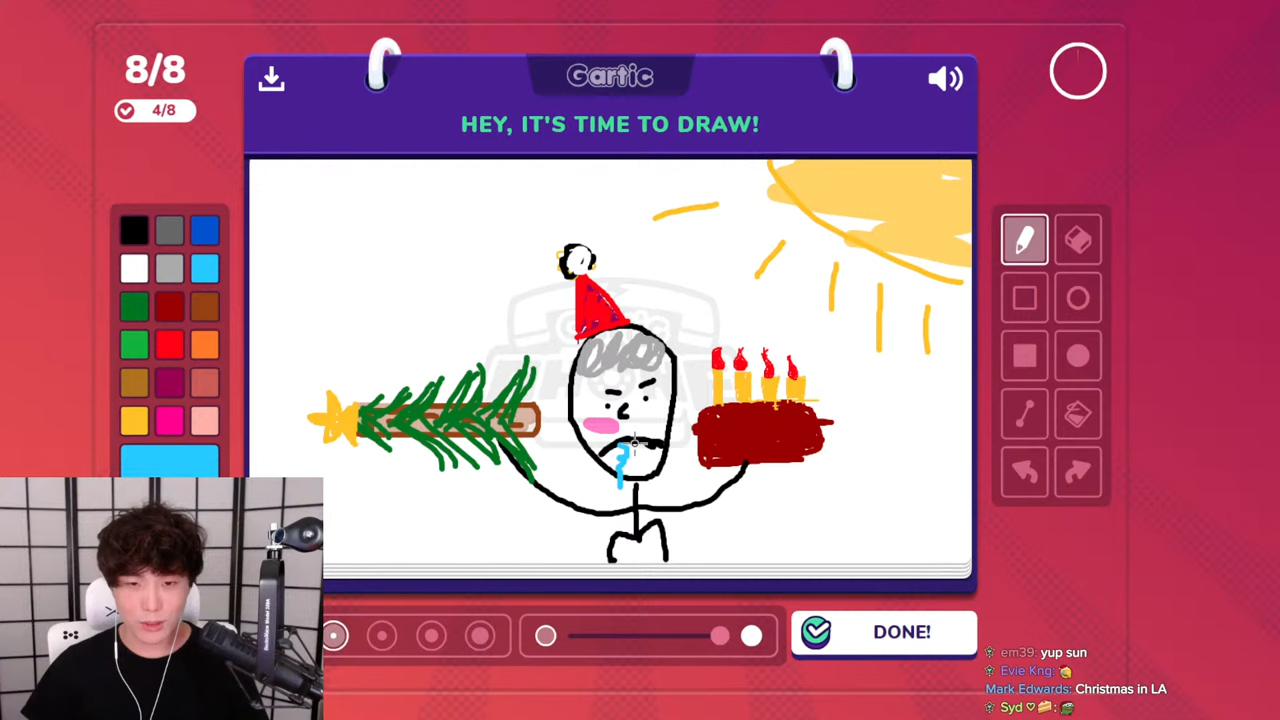 8/8
4/8
Gartic
HEY, IT'S TIME TO DRAW!
DONE!
em39: yup sun
Evie Kng:
Mark Edwards: Christmas in LA
Syd